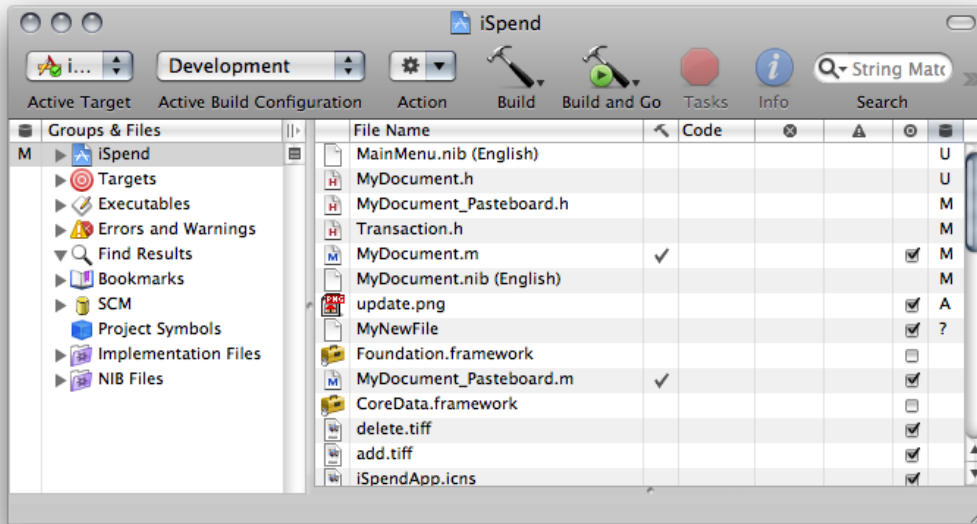 iSpend
i... Development String Matc
Active Target Active Build Configuration Action Build Build and Go Tasks Info Search
Groups & Files File Name Code
M iSpend MainMenu.nib (English) U
Targets MyDocument.h U
Executables MyDocument_Pasteboard.h M
Errors and Warnings Transaction.h M
Find Results MyDocument.m M
Bookmarks MyDocument.nib (English) M
SCM update.png A
Project Symbols MyNewFile ?
Implementation Files Foundation.framework
NIB Files MyDocument_Pasteboard.m
CoreData.framework
delete.tiff
add.tiff
iSpendApp.icns